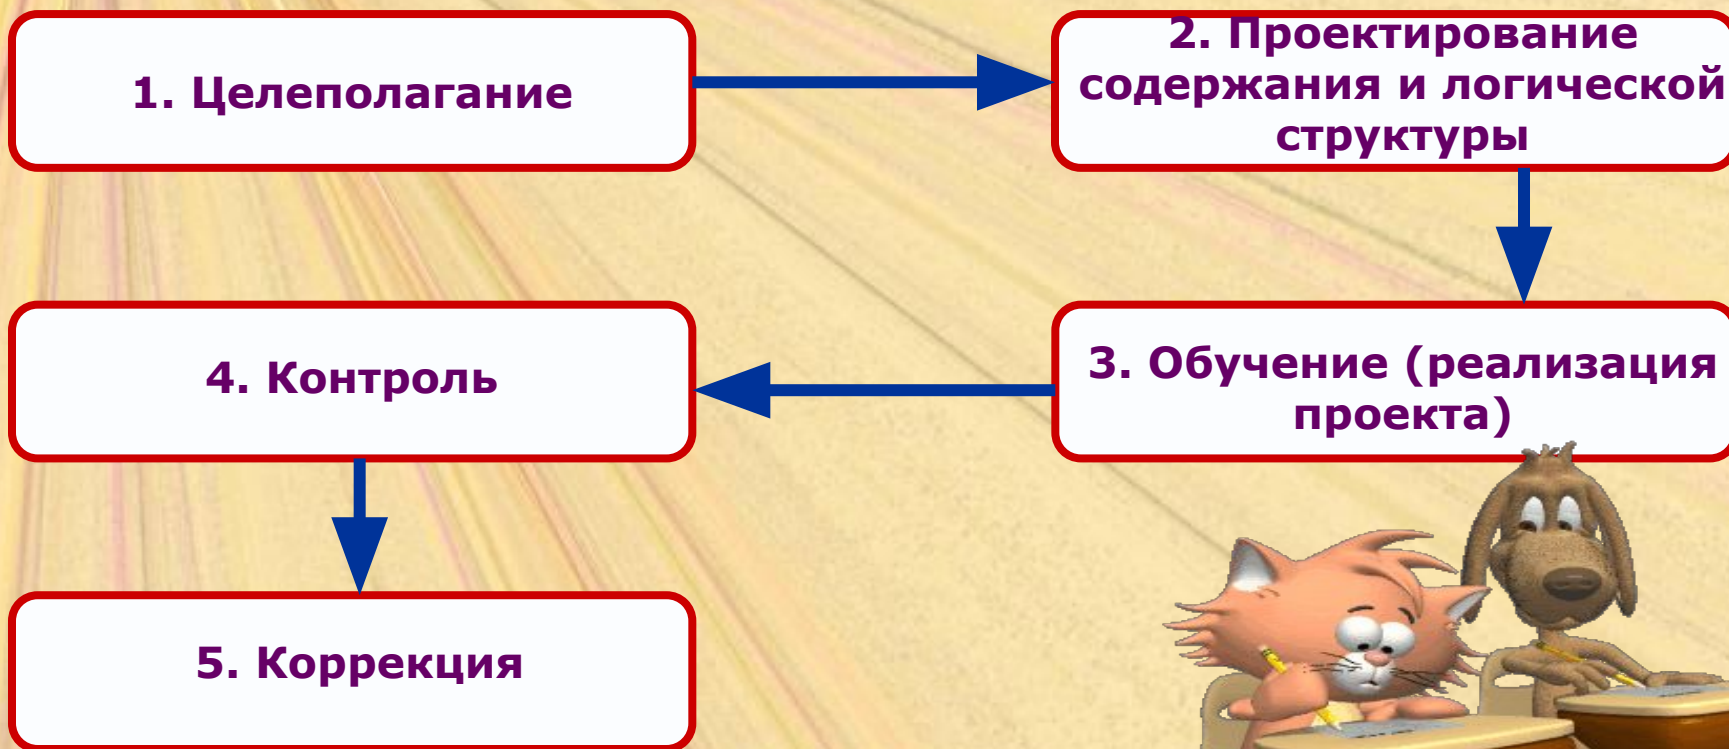 1. Целеполагание
2. Проектирование
содержания и логической
структуры
3. Обучение (реализация
проекта)
4. Контроль
5. Коррекция